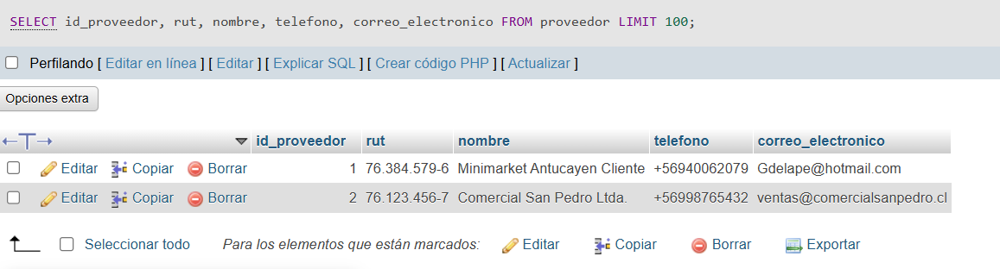 SELECT id_proveedor, rut, nombre, telefono, correo_electronico FROM proveedor LIMIT 100;
Perfilando [ Editar en línea ] [ Editar ] [ Explicar SQL ] [ Crear código PHP ] [ Actualizar ]
Opciones extra
id_proveedor rut nombre telefono correo_electronico
Editar Copiar Borrar 1 76.384.579-6 Minimarket Antucayen Cliente +56940062079 Gdelape@hotmail.com
Editar Copiar Borrar 2 76.123.456-7 Comercial San Pedro Ltda. +56998765432 ventas@comercialsanpedro.cl
Seleccionar todo Para los elementos que están marcados: Editar Copiar Borrar Exportar